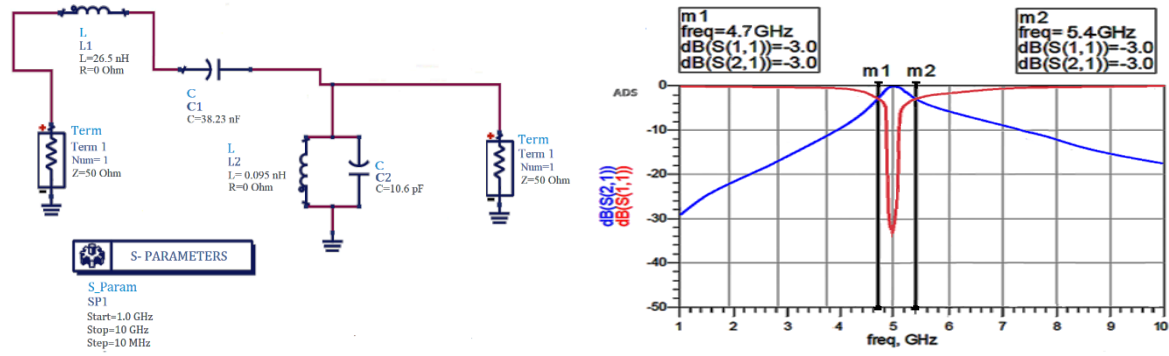 L
L1
L=26.5 nH
R=0 Ohm
C
C1
C=38.23 nF
Term
Term 1
Num= 1
Z=50 Ohm
L
L2
L= 0.095 nH
R=0 Ohm
C
C2
C=10.6 pF
Term
Term 1
Num=1
Z=50 Ohm
S- PARAMETERS
S_Param
SP1
Start=1.0 GHz
Stop=10 GHz
Step=10 MHz
m1
freq=4.7GHz
dB(S(1,1))=-3.0
dB(S(2,1))=-3.0
m2
freq= 5.4GHz
dB(S(1,1))=-3.0
dB(S(2,1))=-3.0
m1 m2
ADS
0
-10
-20
-30
-40
-50
dB(S(2,1))
dB(S(1,1))
1 2 3 4 5 6 7 8 9 10
freq, GHz